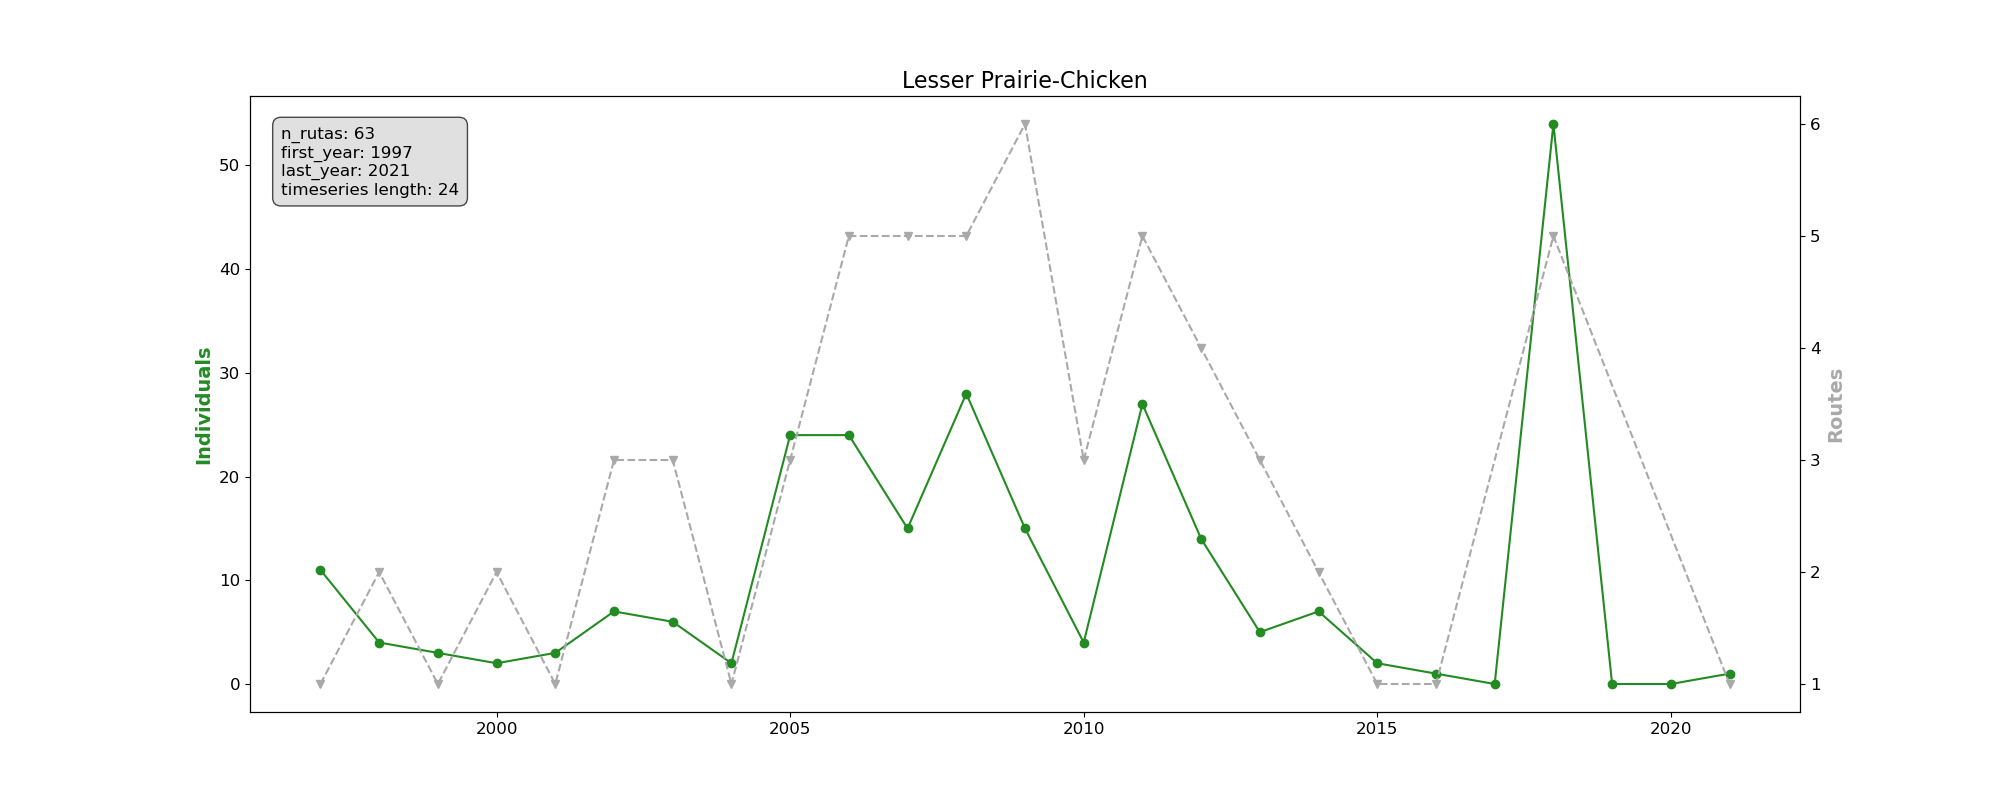 Lesser Prairie-Chicken
n_rutas: 63
first_year: 1997
last_year: 2021
timeseries length: 24
Individuals
50
40
30
20
10
0
6
5
4
3
2
1
Routes
2000
2005
2010
2015
2020